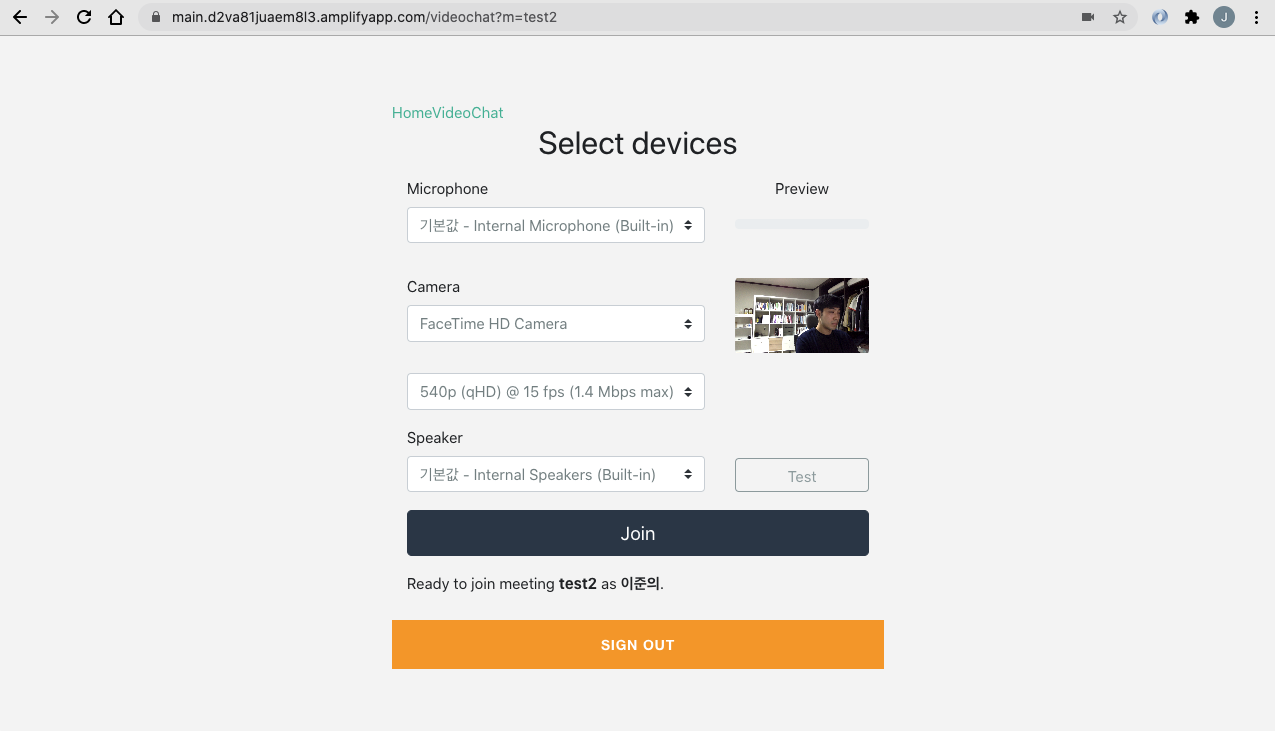 main.d2va81juaem8l3.amplifyapp.com/videochat?m=test2
J
HomeVideoChat
Select devices
Microphone
Preview
기본값 - Internal Microphone (Built-in)
Camera
FaceTime HD Camera
540p (qHD) @ 15 fps (1.4 Mbps max)
Speaker
기본값 - Internal Speakers (Built-in)
Test
Join
Ready to join meeting test2 as 이준의.
SIGN OUT